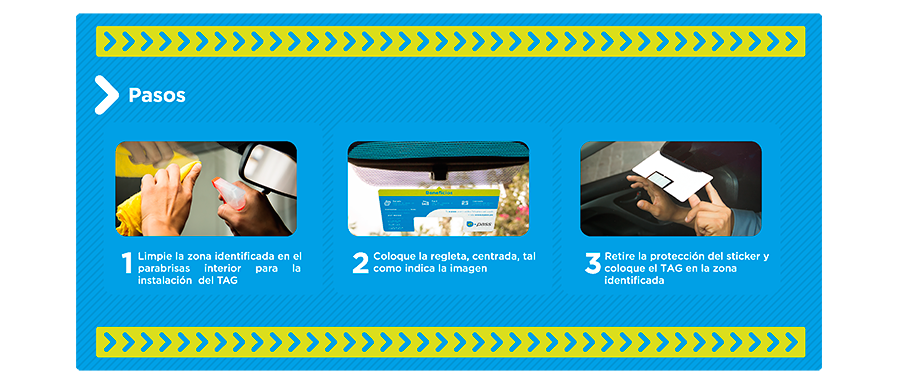 Pasos
Beneficios
pass
1 Limpie la zona identificada en el
parabrisas interior para la
instalación del TAG
2 Coloque la regleta, centrada, tal
como indica la imagen
3 Retire la protección del sticker y
coloque el TAG en la zona
identificada